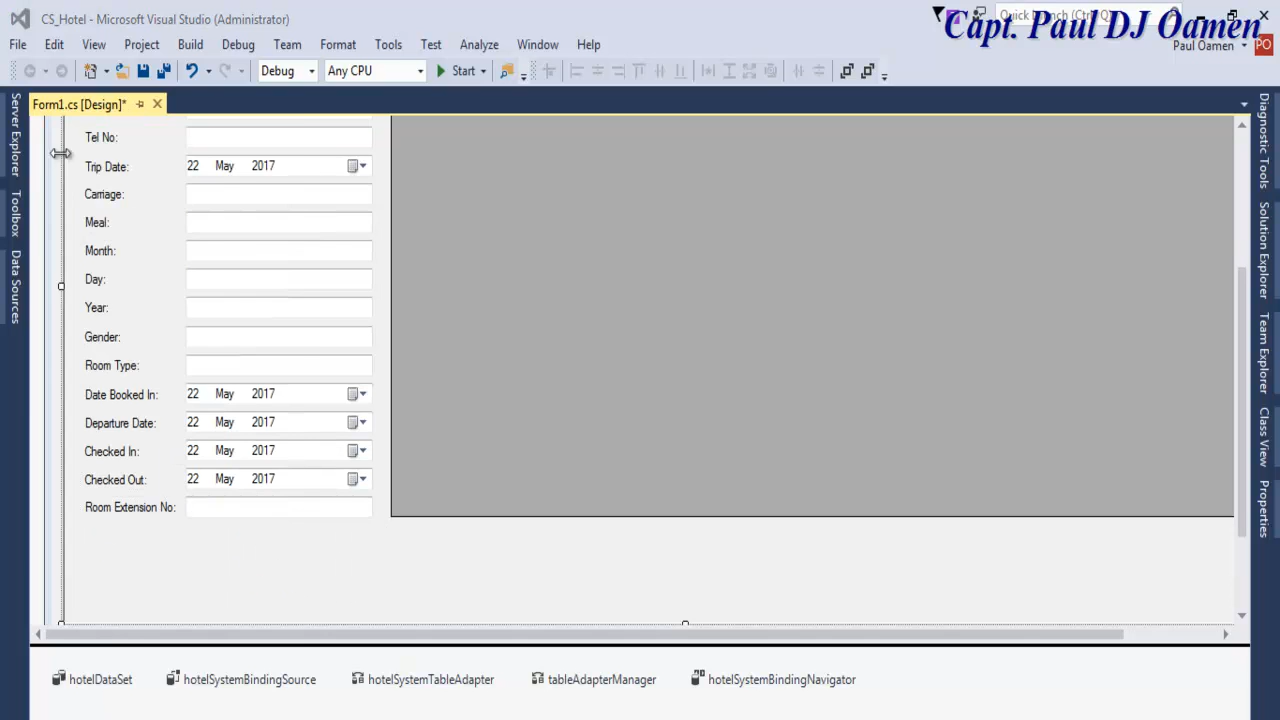 CS_Hotel - Microsoft Visual Studio (Administrator)
Quick Launch (Ctrl+Q)
Capt. Paul DJ Oamen
File Edit View Project Build Debug Team Format Tools Test Analyze Window Help
Paul Oamen PO
Debug Any CPU Start
Form1.cs [Design]*
Server Explorer
Toolbox
Data Sources
Tel No:
Trip Date: 22 May 2017
Carriage:
Meal:
Month:
Day:
Year:
Gender:
Room Type:
Date Booked In: 22 May 2017
Departure Date: 22 May 2017
Checked In: 22 May 2017
Checked Out: 22 May 2017
Room Extension No:
Diagnostic Tools
Solution Explorer
Team Explorer
Class View
Properties
hotelDataSet hotelSystemBindingSource hotelSystemTableAdapter tableAdapterManager hotelSystemBindingNavigator